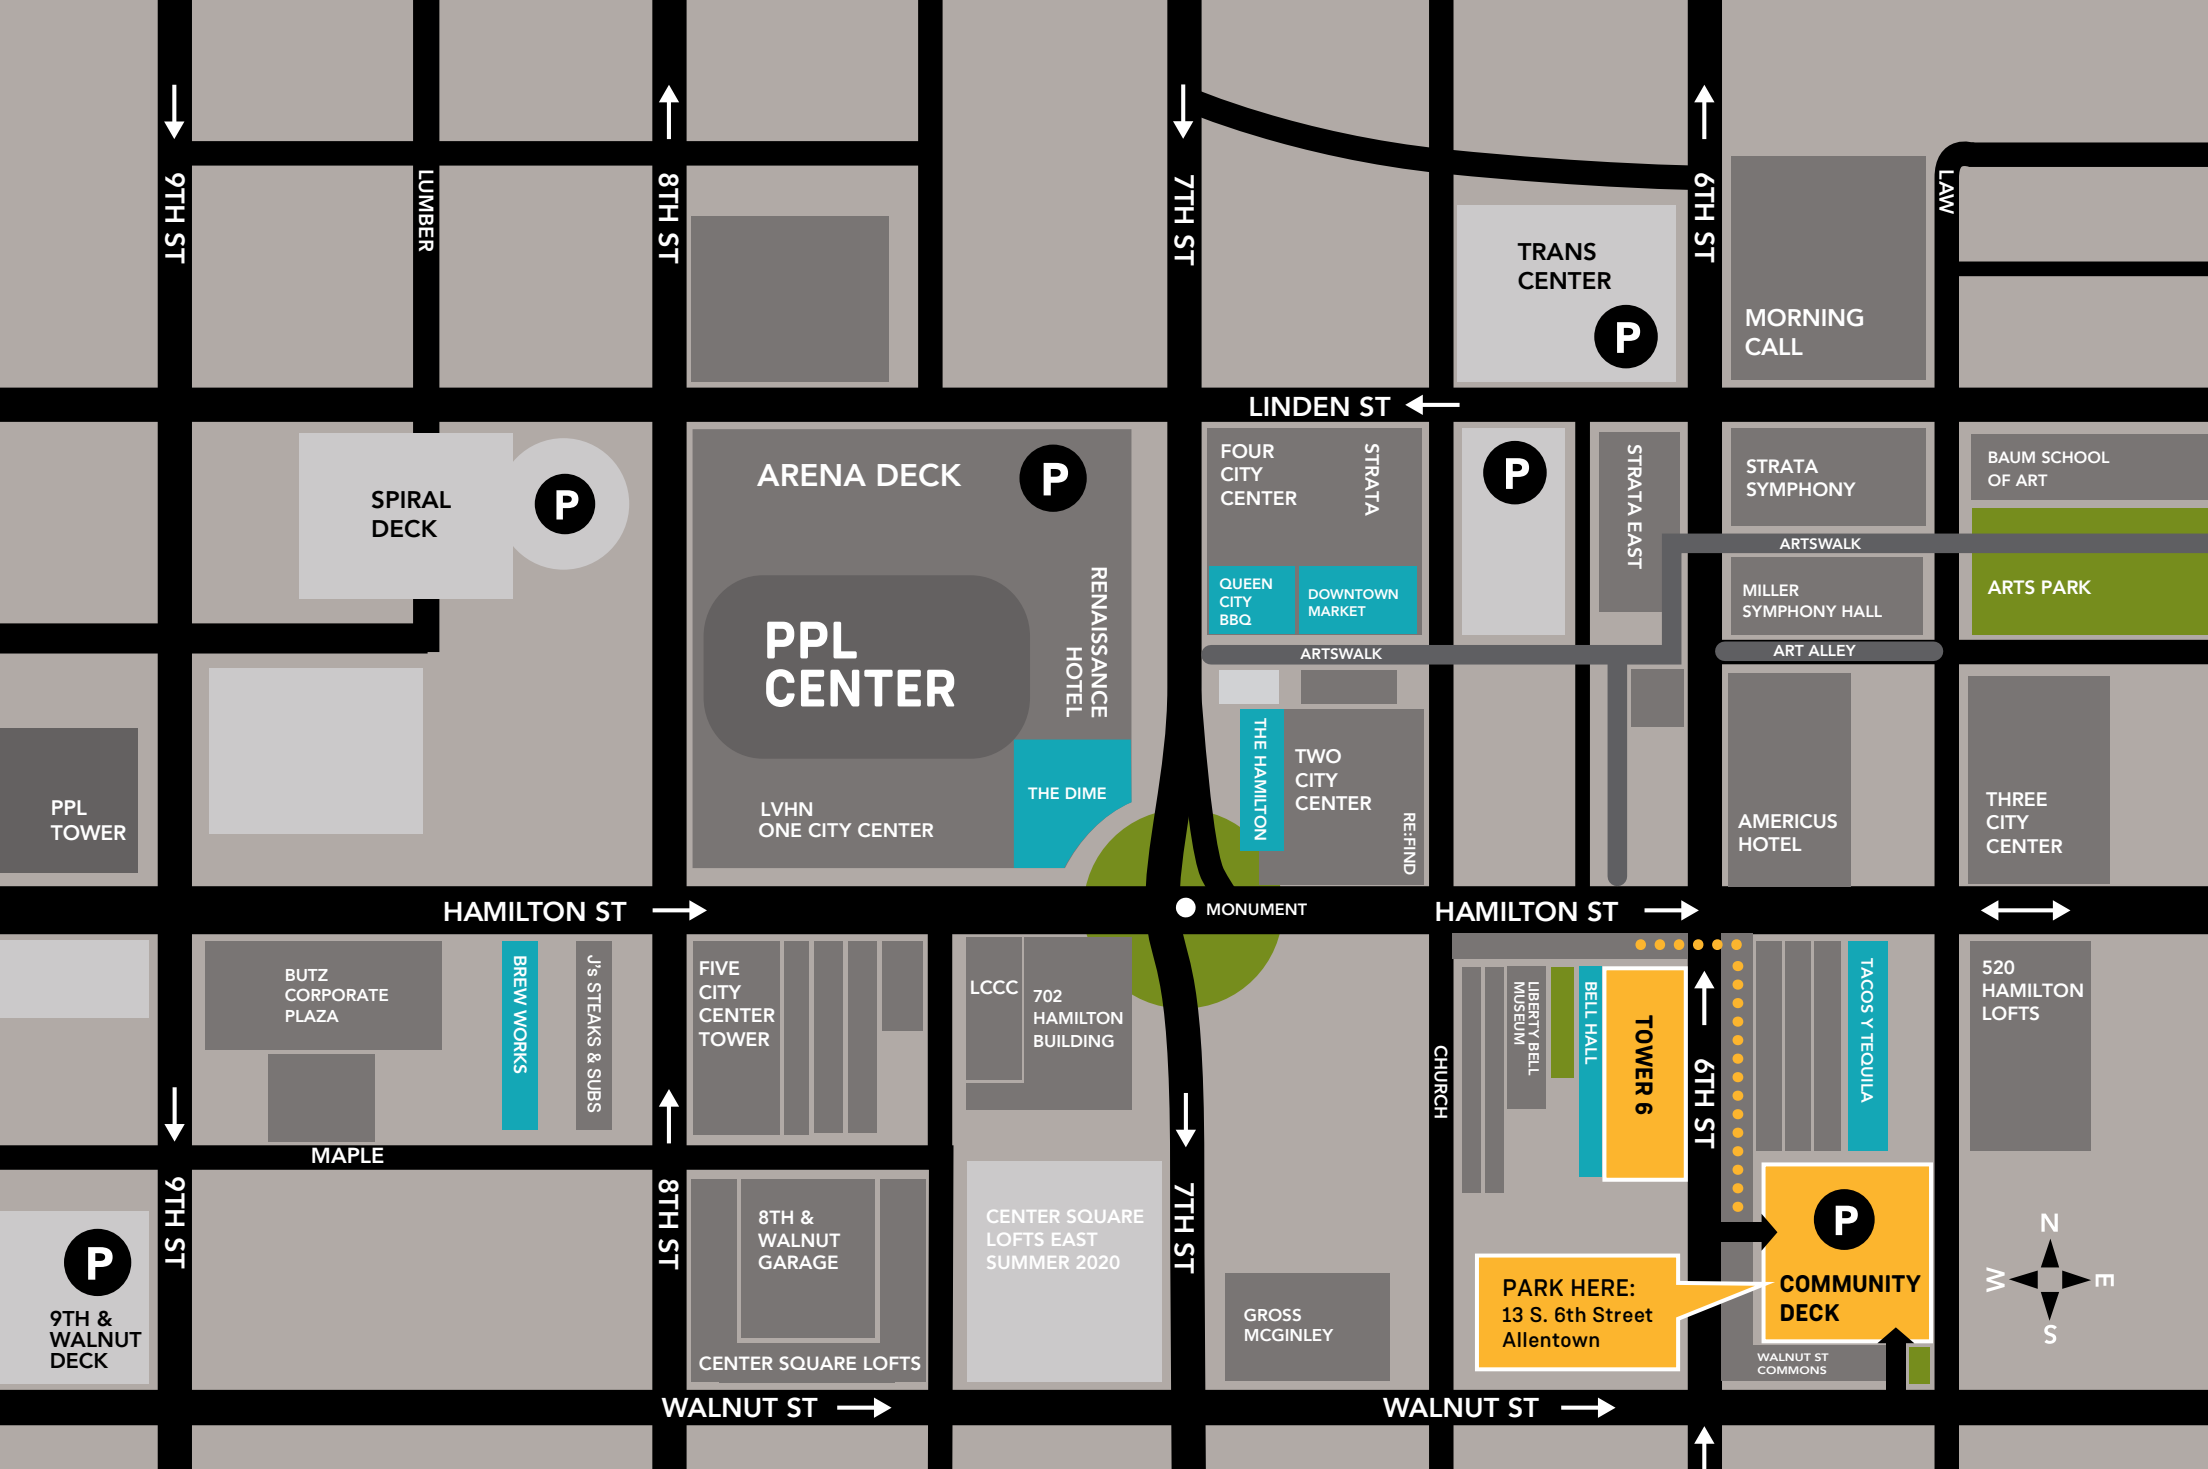 9TH ST
LUMBER
8TH ST
7TH ST
6TH ST
LAW
TRANS
CENTER
P
MORNING
CALL
LINDEN ST
SPIRAL
DECK
P
ARENA DECK
P
FOUR
CITY
CENTER
STRATA
P
STRATA EAST
STRATA
SYMPHONY
BAUM SCHOOL
OF ART
ARTSWALK
QUEEN
CITY
BBQ
DOWNTOWN
MARKET
MILLER
SYMPHONY HALL
ARTS PARK
PPL
CENTER
RENAISSANCE
HOTEL
ARTSWALK
ART ALLEY
PPL
TOWER
THE DIME
LVHN
ONE CITY CENTER
THE HAMILTON
TWO
CITY
CENTER
RE:FIND
AMERICUS
HOTEL
THREE
CITY
CENTER
HAMILTON ST
MONUMENT
HAMILTON ST
BUTZ
CORPORATE
PLAZA
BREW WORKS
J's STEAKS & SUBS
FIVE
CITY
CENTER
TOWER
LCCC
702
HAMILTON
BUILDING
CHURCH
LIBERTY BELL
MUSEUM
BELL HALL
TOWER 6
6TH ST
TACOS Y TEQUILA
520
HAMILTON
LOFTS
MAPLE
9TH ST
8TH ST
7TH ST
P
9TH &
WALNUT
DECK
8TH &
WALNUT
GARAGE
CENTER SQUARE LOFTS
CENTER SQUARE
LOFTS EAST
SUMMER 2020
GROSS
MCGINLEY
PARK HERE:
13 S. 6th Street
Allentown
P
COMMUNITY
DECK
WALNUT ST
COMMONS
N
W
E
S
WALNUT ST
WALNUT ST